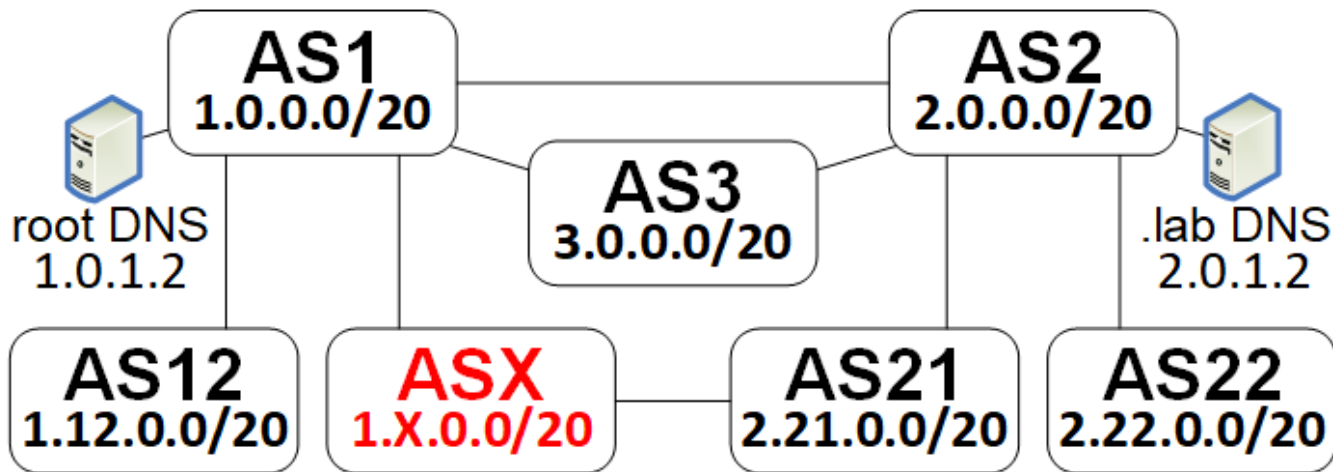 AS1
1.0.0.0/20
AS2
2.0.0.0/20
root DNS
1.0.1.2
AS3
3.0.0.0/20
.lab DNS
2.0.1.2
AS12
1.12.0.0/20
ASX
1.X.0.0/20
AS21
2.21.0.0/20
AS22
2.22.0.0/20